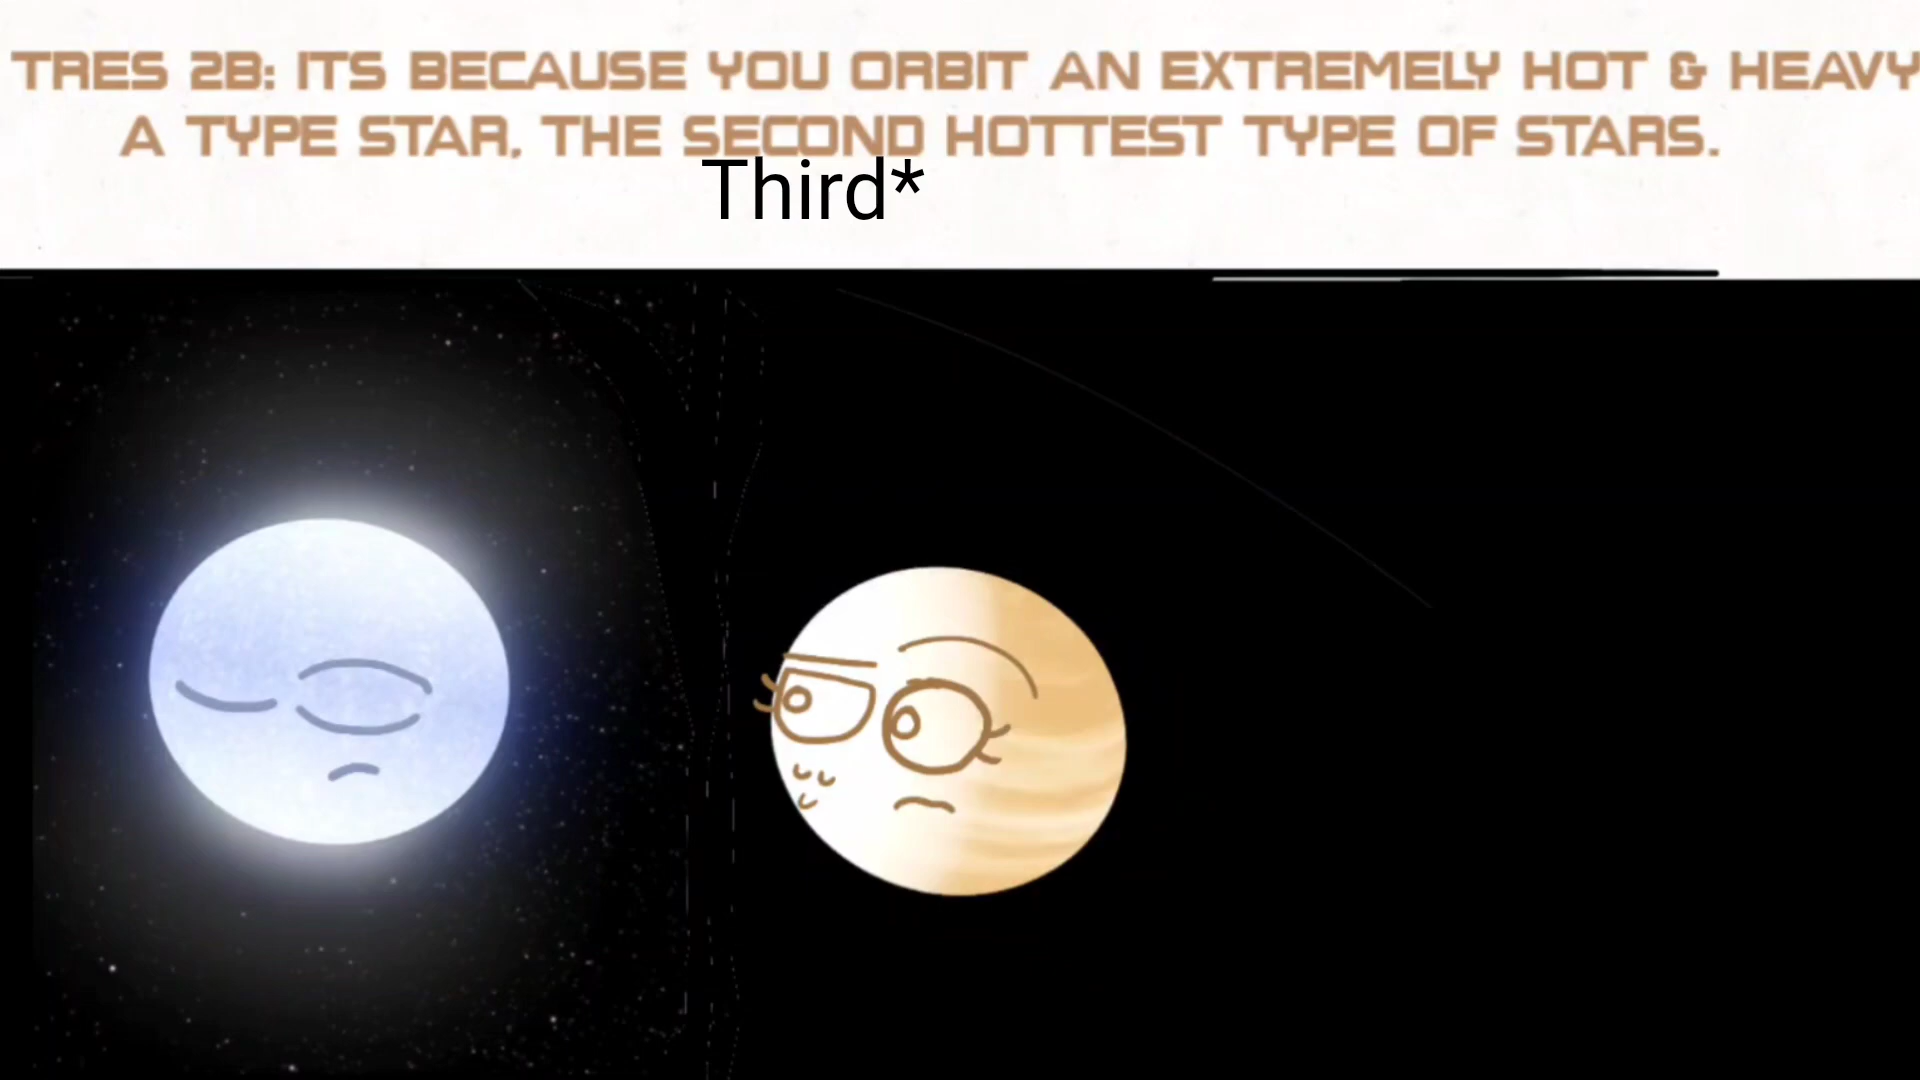 TRES 2B: ITS BECAUSE YOU ORBIT AN EXTREMELY HOT & HEAVY
A TYPE STAR, THE SECOND HOTTEST TYPE OF STARS.
Third*